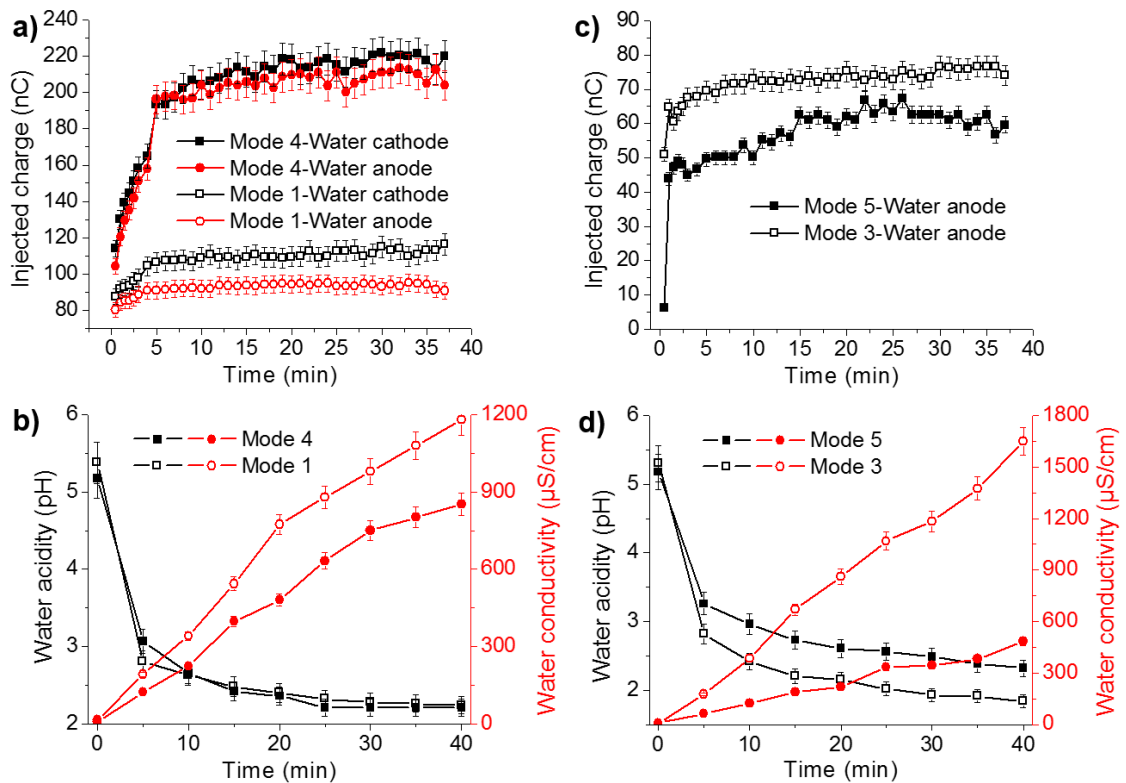 a)
Injected charge (nC)
240
220
200
180
160
140
120
100
80
Mode 4-Water cathode
Mode 4-Water anode
Mode 1-Water cathode
Mode 1-Water anode
0 5 10 15 20 25 30 35 40
Time (min)
c)
Injected charge (nC)
90
80
70
60
50
40
30
20
10
0
Mode 5-Water anode
Mode 3-Water anode
0 5 10 15 20 25 30 35 40
Time (min)
b)
Water acidity (pH)
6
5
4
3
2
Mode 4
Mode 1
1200
900
600
300
0
Water conductivity (µS/cm)
0 10 20 30 40
Time (min)
d)
Water acidity (pH)
6
5
4
3
2
Mode 5
Mode 3
1800
1500
1200
900
600
300
0
Water conductivity (µS/cm)
0 10 20 30 40
Time (min)